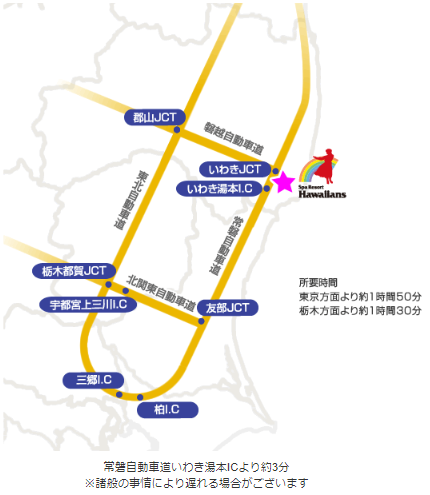 郡山JCT
磐越自動車道
いわきJCT
いわき湯本I.C
Spa Resort
Hawaiians
東北自動車道
常磐自動車道
栃木都賀JCT
北関東自動車道
宇都宮上三川I.C
友部JCT
所要時間
東京方面より約1時間50分
栃木方面より約1時間30分
三郷I.C
柏I.C
常磐自動車道いわき湯本ICより約3分
※諸般の事情により遅れる場合がございます